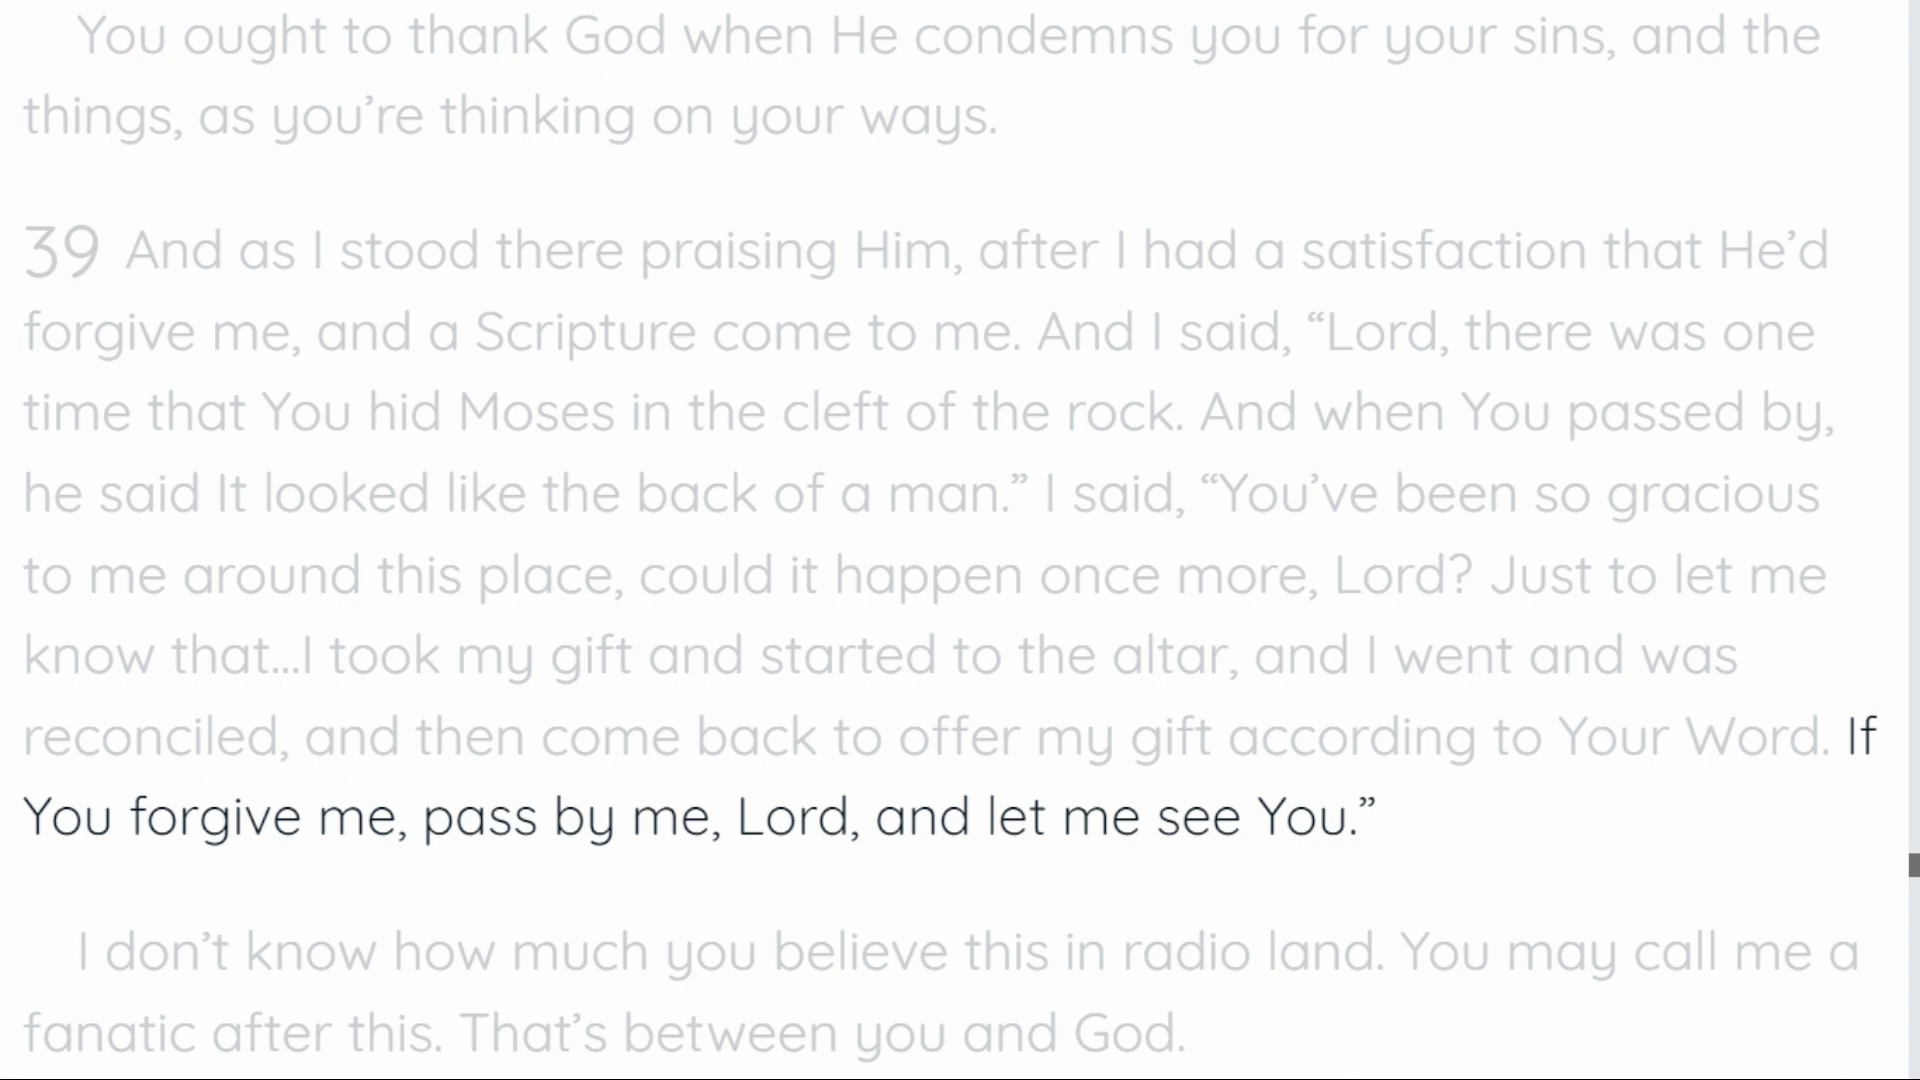 You ought to thank God when He condemns you for your sins, and the
things, as you’re thinking on your ways.
39 And as I stood there praising Him, after I had a satisfaction that He’d
forgive me, and a Scripture come to me. And I said, “Lord, there was one
time that You hid Moses in the cleft of the rock. And when You passed by,
he said It looked like the back of a man.” I said, “You’ve been so gracious
to me around this place, could it happen once more, Lord? Just to let me
know that...I took my gift and started to the altar, and I went and was
reconciled, and then come back to offer my gift according to Your Word. If
You forgive me, pass by me, Lord, and let me see You.”
I don’t know how much you believe this in radio land. You may call me a
fanatic after this. That’s between you and God.